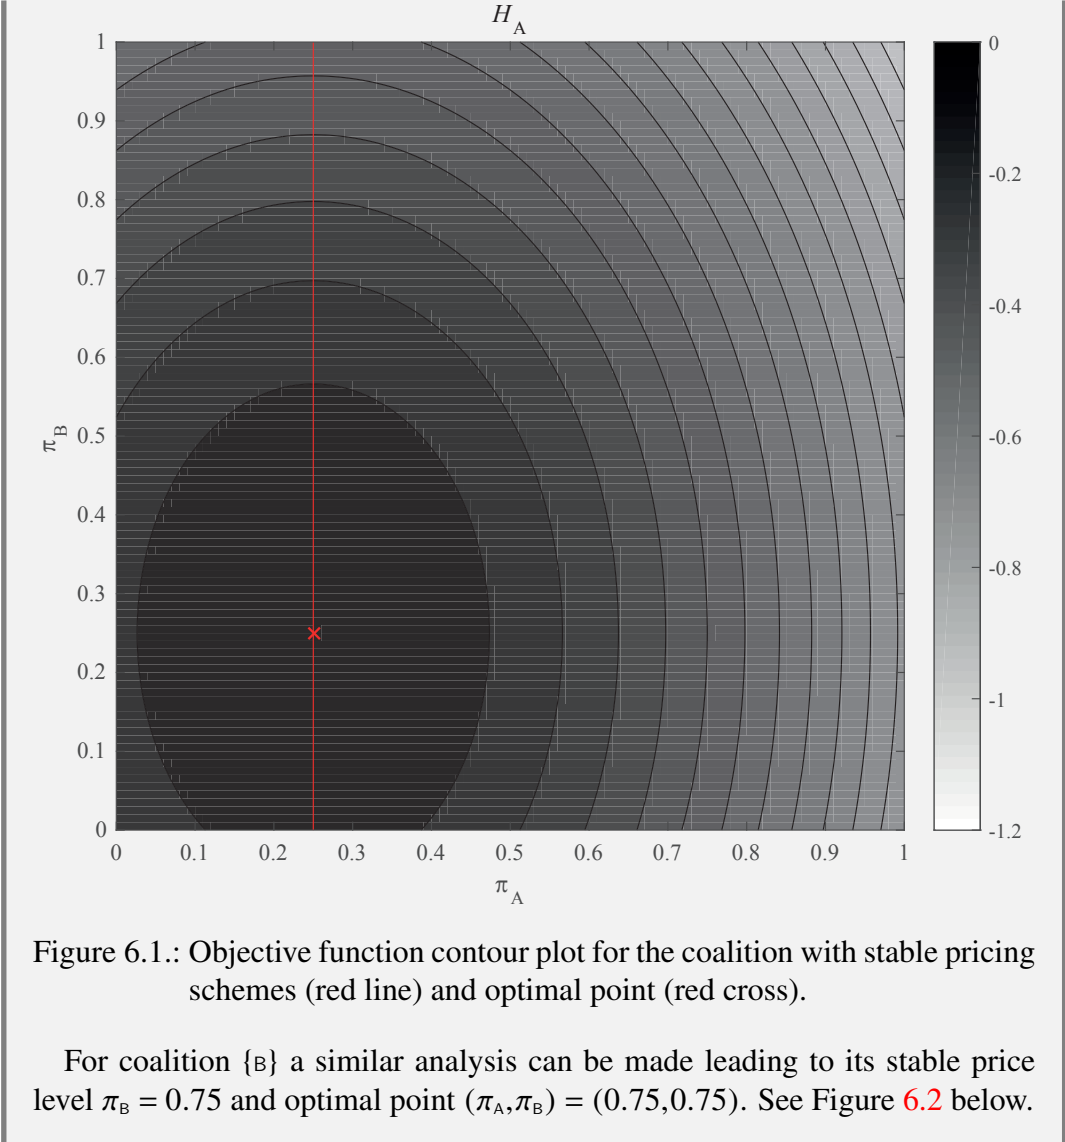 H_A
1
0.9
0.8
0.7
0.6
0.5
0.4
0.3
0.2
0.1
0
π_B
0 0.1 0.2 0.3 0.4 0.5 0.6 0.7 0.8 0.9 1
π_A
0
-0.2
-0.4
-0.6
-0.8
-1
-1.2
Figure 6.1.: Objective function contour plot for the coalition with stable pricing
schemes (red line) and optimal point (red cross).
For coalition {B} a similar analysis can be made leading to its stable price
level π_B = 0.75 and optimal point (π_A,π_B) = (0.75,0.75). See Figure 6.2 below.